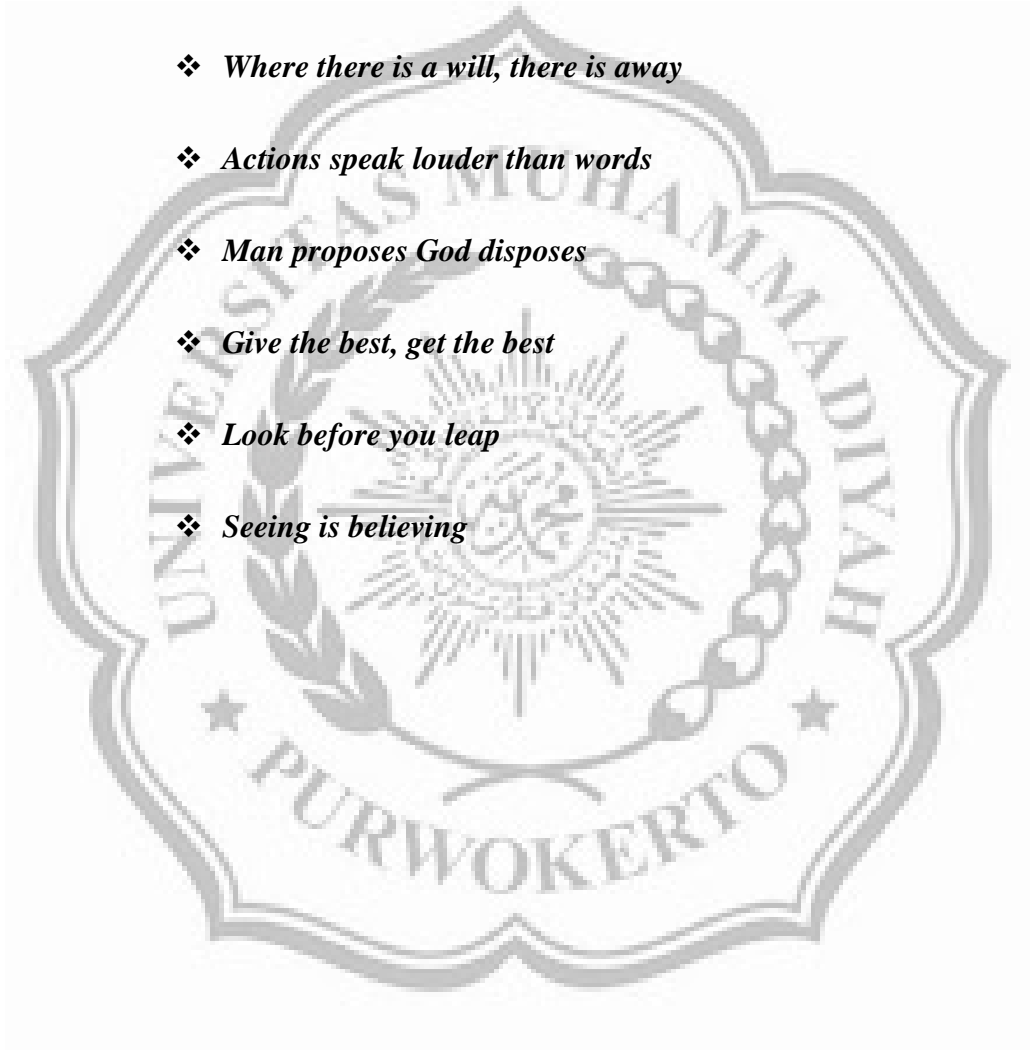 ❖ Where there is a will, there is away
❖ Actions speak louder than words
❖ Man proposes God disposes
❖ Give the best, get the best
❖ Look before you leap
❖ Seeing is believing
UNIVERSITAS MUHAMMADIYAH
PURWOKERTO